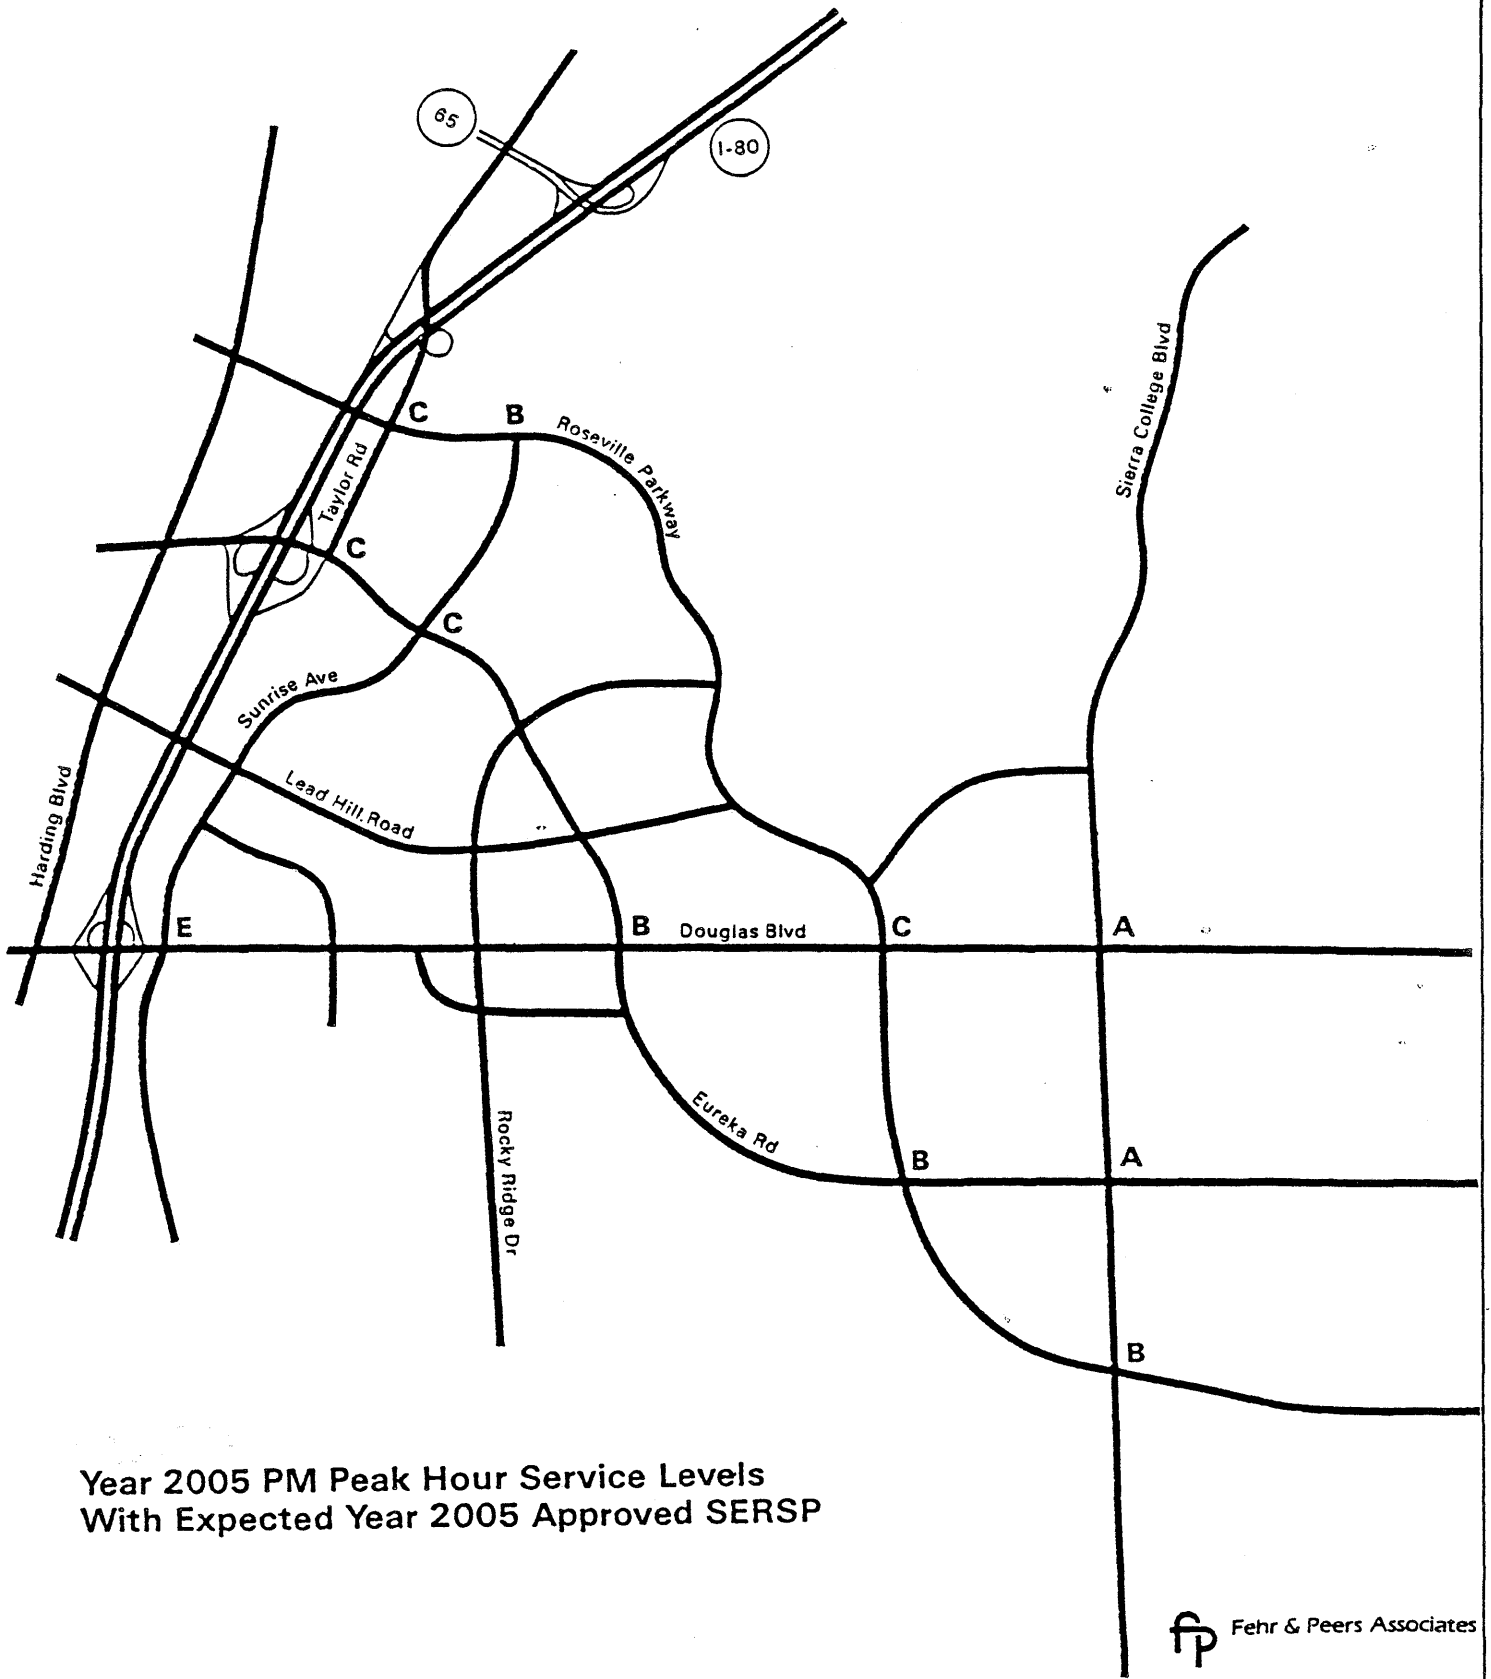 65
I-80
Sierra College Blvd
C
B
Roseville Parkway
Taylor Rd
C
C
Sunrise Ave
Lead Hill Road
Harding Blvd
E
B
Douglas Blvd
C
A
Eureka Rd
B
A
Rocky Ridge Dr
B
Year 2005 PM Peak Hour Service Levels
With Expected Year 2005 Approved SERSP
fp Fehr & Peers Associates